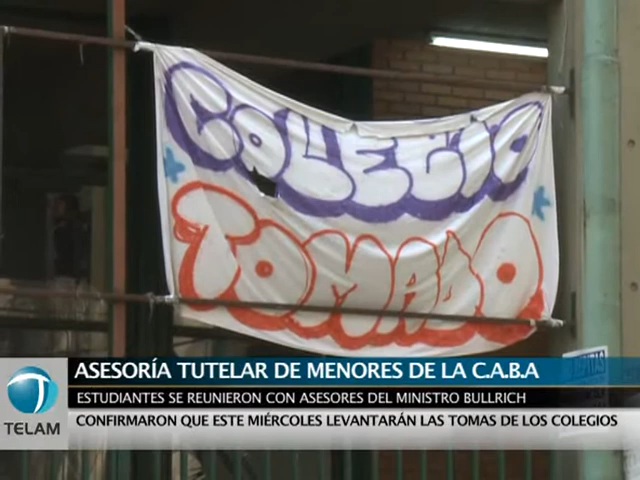 COLEGIO
TOMADO
ASESORÍA TUTELAR DE MENORES DE LA C.A.B.A
ESTUDIANTES SE REUNIERON CON ASESORES DEL MINISTRO BULLRICH
CONFIRMARON QUE ESTE MIÉRCOLES LEVANTARÁN LAS TOMAS DE LOS COLEGIOS
TELAM